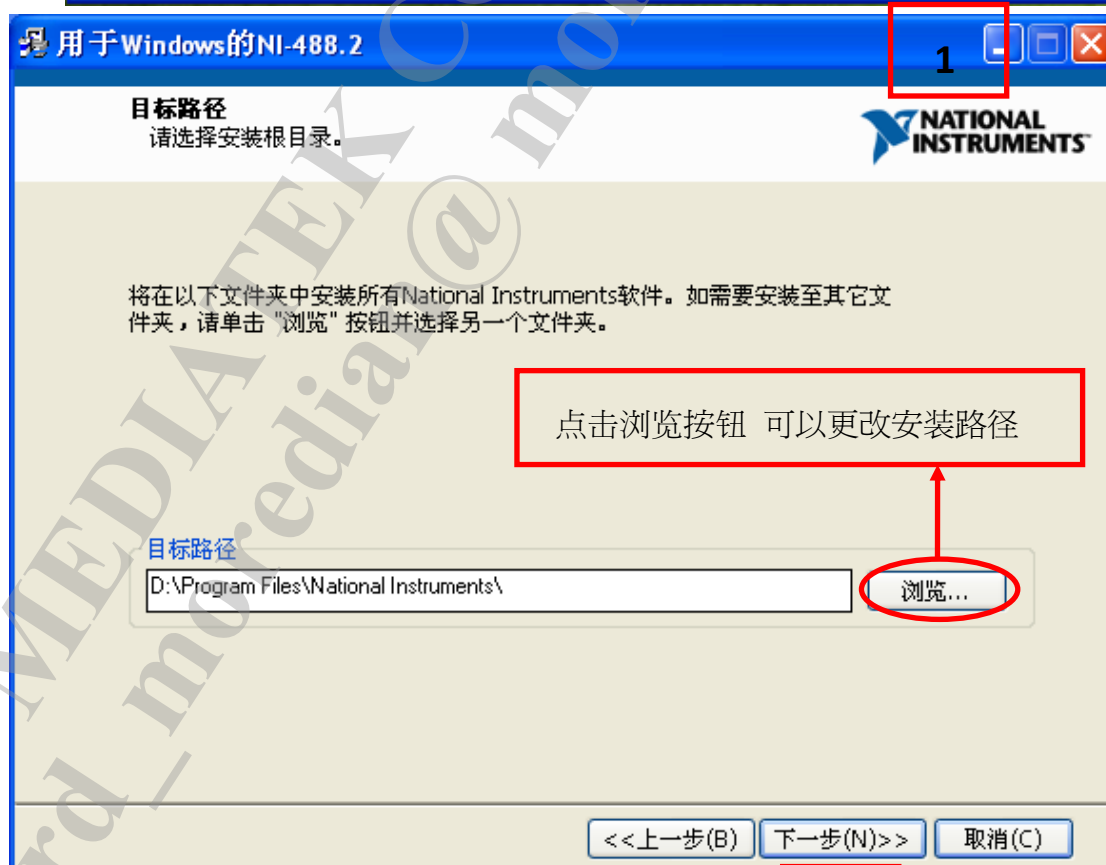 用于Windows的NI-488.2
1
目标路径
请选择安装根目录。
NATIONAL
INSTRUMENTS
将在以下文件夹中安装所有National Instruments软件。如需要安装至其它文
件夹，请单击 "浏览" 按钮并选择另一个文件夹。
点击浏览按钮 可以更改安装路径
目标路径
D:\Program Files\National Instruments\
浏览...
<<上一步(B)
下一步(N)>>
取消(C)
MEDIATEK C
rd_moredian@ mo